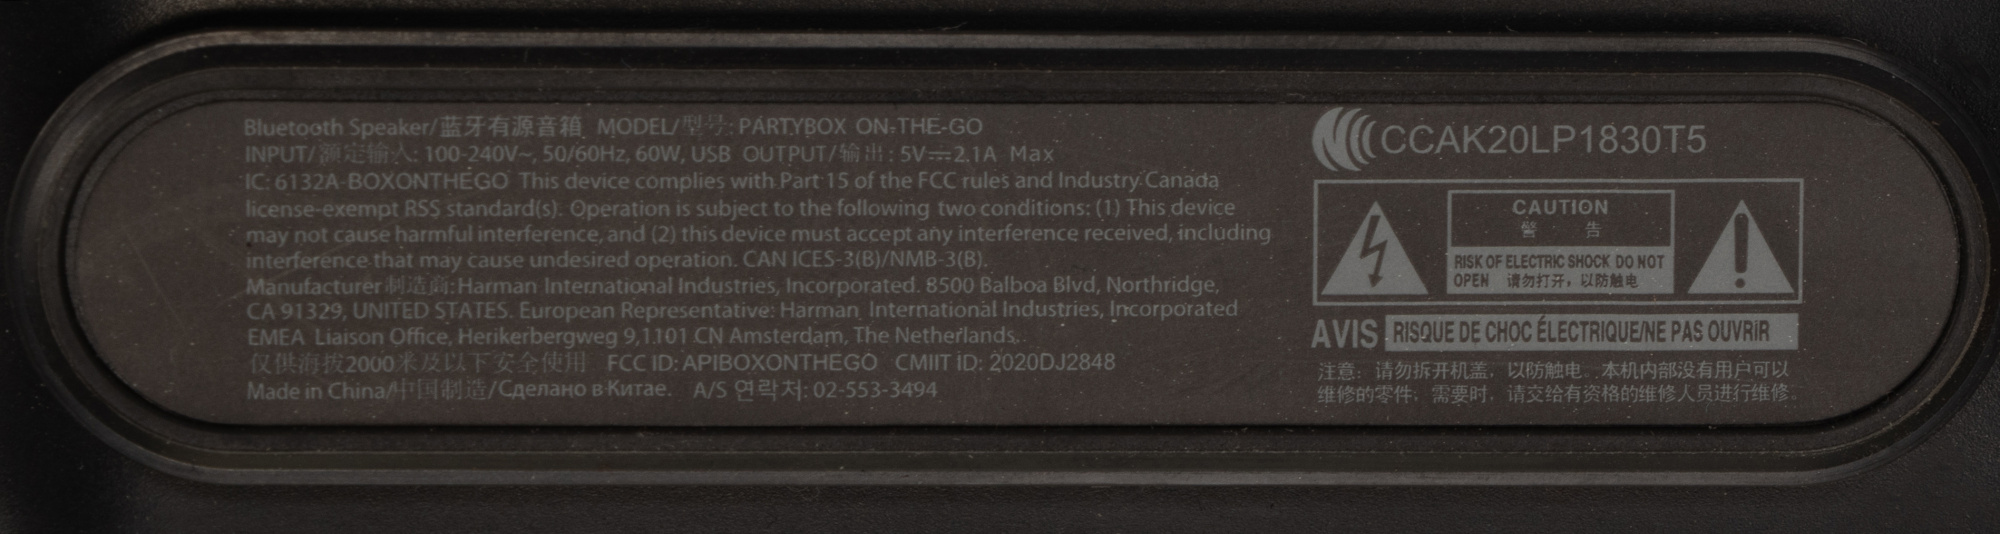 Bluetooth Speaker/蓝牙有源音箱 MODEL/型号: PARTYBOX ON-THE-GO
INPUT/额定输入: 100-240V~, 50/60Hz, 60W, USB OUTPUT/输出: 5V⎓2.1A Max
IC: 6132A-BOXONTHEGO This device complies with Part 15 of the FCC rules and Industry Canada
license-exempt RSS standard(s). Operation is subject to the following two conditions: (1) This device
may not cause harmful interference, and (2) this device must accept any interference received, including
interference that may cause undesired operation. CAN ICES-3(B)/NMB-3(B).
Manufacturer制造商: Harman International Industries, Incorporated. 8500 Balboa Blvd, Northridge,
CA 91329, UNITED STATES. European Representative: Harman International Industries, Incorporated
EMEA Liaison Office, Herikerbergweg 9,1101 CN Amsterdam, The Netherlands.
仅供海拔2000米及以下安全使用 FCC ID: APIBOXONTHEGO CMIIT ID: 2020DJ2848
Made in China/中国制造/Сделано в Китае. A/S 연락처: 02-553-3494
CCAK20LP1830T5
CAUTION
警 告
RISK OF ELECTRIC SHOCK DO NOT
OPEN 请勿打开，以防触电
AVIS RISQUE DE CHOC ÉLECTRIQUE/NE PAS OUVRIR
注意：请勿拆开机盖，以防触电。本机内部没有用户可以
维修的零件，需要时，请交给有资格的维修人员进行维修。